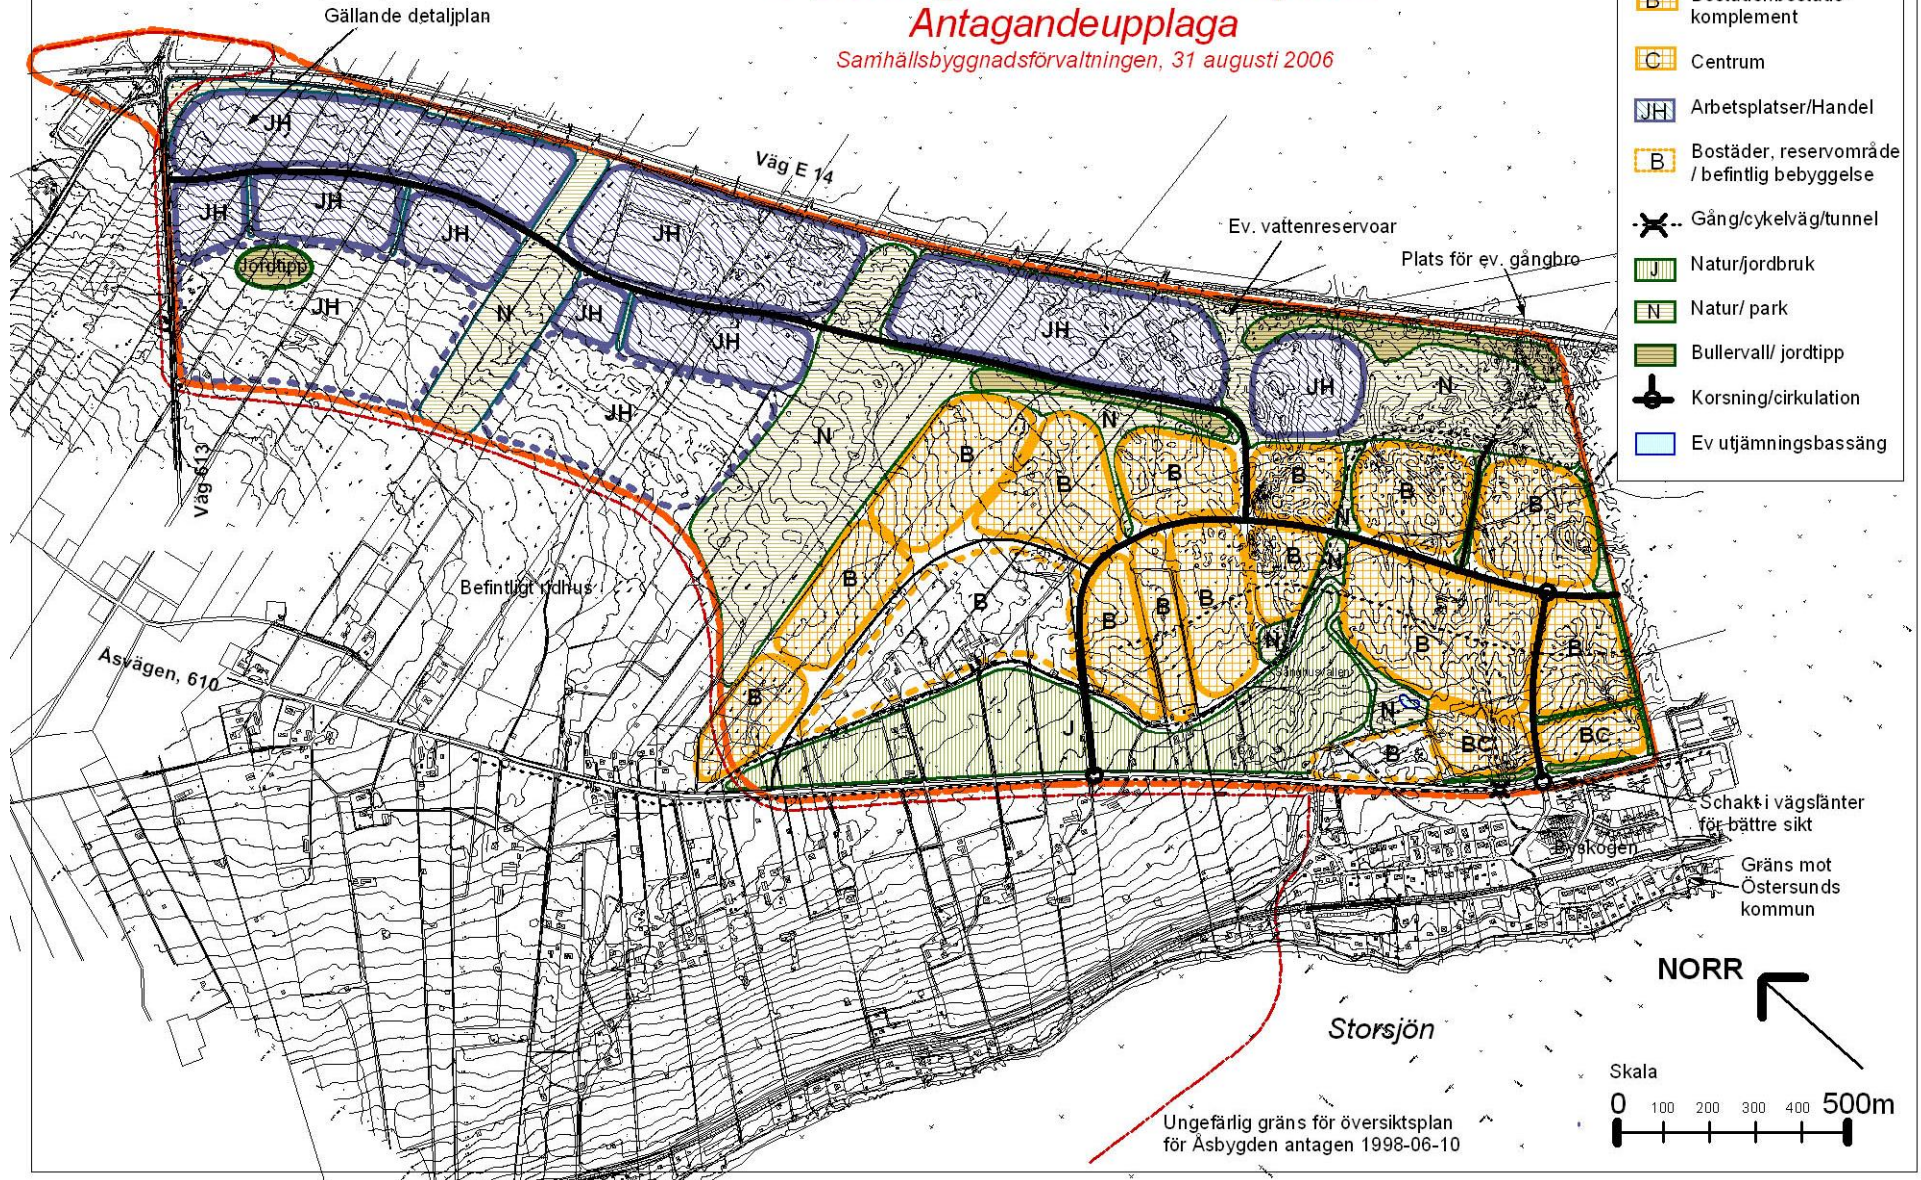 Gällande detaljplan
Antagandeupplaga
Samhällsbyggnadsförvaltningen, 31 augusti 2006
B
komplement
C Centrum
JH Arbetsplatser/Handel
B Bostäder, reservområde
/ befintlig bebyggelse
Gång/cykelväg/tunnel
J Natur/jordbruk
N Natur/ park
Bullervall/ jordtipp
Korsning/cirkulation
Ev utjämningsbassäng
Väg E 14
Ev. vattenreservoar
Plats för ev. gångbro
JH
JH
JH
JH
JH
Jordtipp
JH
N
JH
JH
JH
JH
JH
N
N
N
Väg 613
B
B
B
B
B
B
N
B
N
B
B
B
B
B
B
N
B
B
B
Befintligt ridhus
Åsvägen, 610
J
N
B
BC
BC
Schakt i vägslänter
för bättre sikt
Byskogen
Gräns mot
Östersunds
kommun
NORR
Storsjön
Skala
0 100 200 300 400 500m
Ungefärlig gräns för översiktsplan
för Åsbygden antagen 1998-06-10